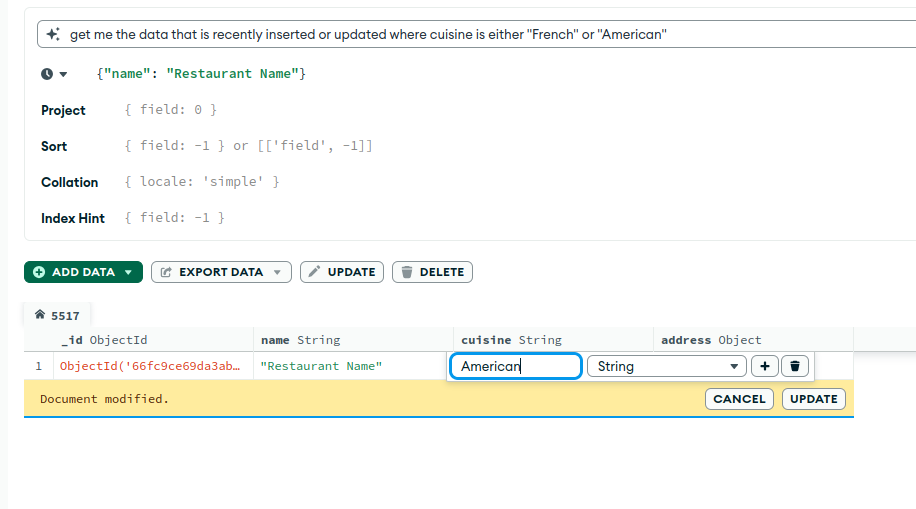 get me the data that is recently inserted or updated where cuisine is either "French" or "American"
{"name": "Restaurant Name"}
Project { field: 0 }
Sort { field: -1 } or [['field', -1]]
Collation { locale: 'simple' }
Index Hint { field: -1 }
ADD DATA EXPORT DATA UPDATE DELETE
5517
_id ObjectId name String cuisine String address Object
1 ObjectId('66fc9ce69da3ab… "Restaurant Name" American String
Document modified. CANCEL UPDATE